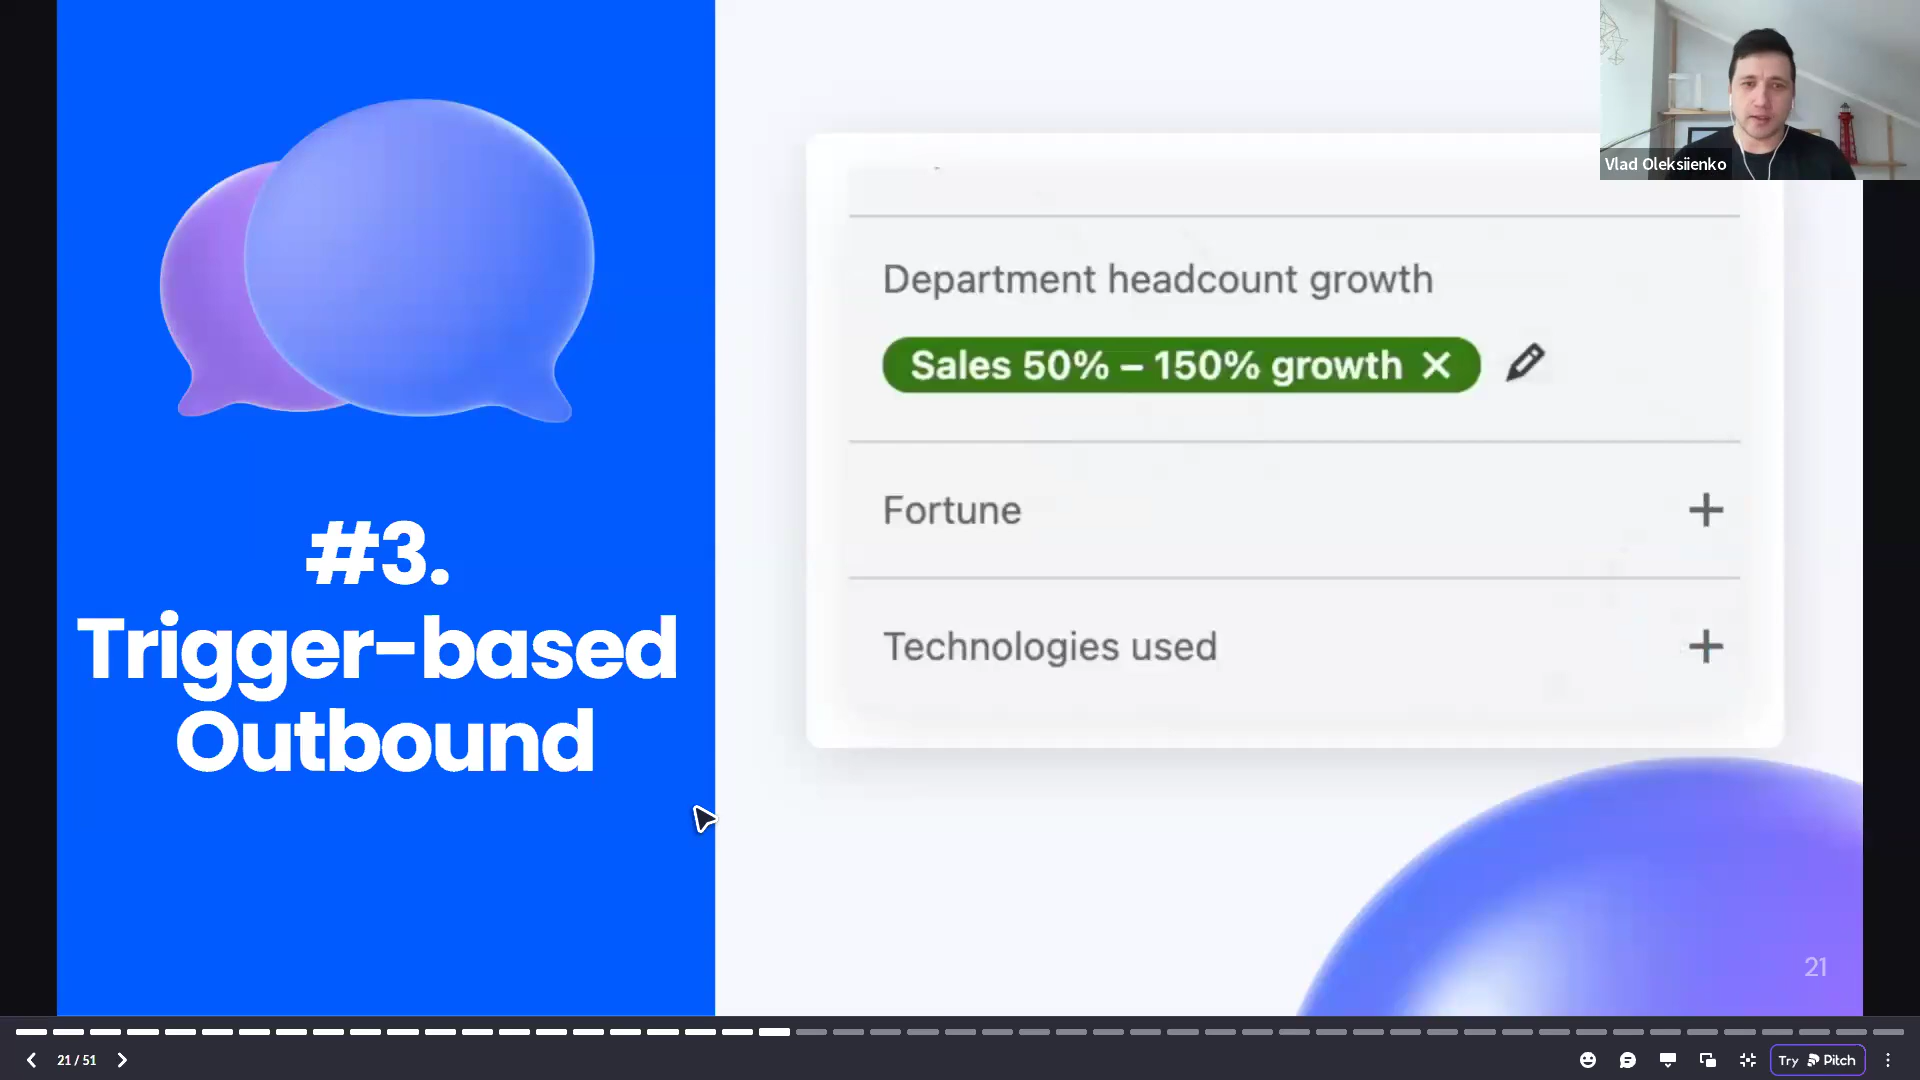 Vlad Oleksiienko
#3.
Trigger-based
Outbound
Department headcount growth
Sales 50% – 150% growth
Fortune
Technologies used
21
21 / 51
Try Pitch